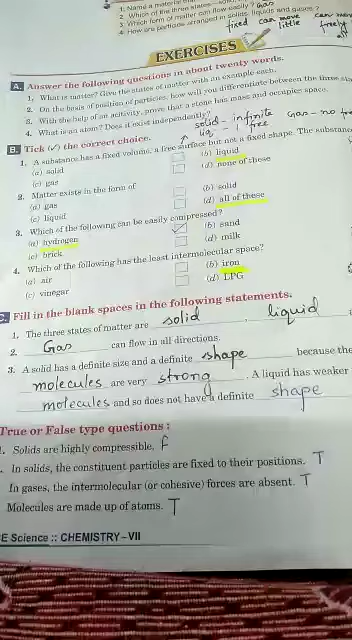 1. Name a material
2. Which of the three states
flow easily ? Gas
3. Which form of matter can
4. How are particles arranged in solids, liquids and gases ?
fixed can move little
can move freely
EXERCISES
A. Answer the following questions in about twenty words.
1. What is matter? Give the states of matter with an example each.
2. On the basis of position of particles, how will you differentiate between the three
3. With the help of an activity, prove that a stone has mass and occupies space.
4. What is an atom? Does it exist independently?
solid - infinite Gas - no
liq - 1 free
B. Tick (✓) the correct choice.
1. A substance has a fixed volume, a free surface but not a fixed shape. The substance
(a) solid (b) liquid
(c) gas (d) none of these
2. Matter exists in the form of
(a) gas (b) solid
(c) liquid (d) all of these
3. Which of the following can be easily compressed?
(a) hydrogen (b) sand
(c) brick (d) milk
4. Which of the following has the least intermolecular space?
(a) air (b) iron
(c) vinegar (d) LPG
C. Fill in the blank spaces in the following statements.
1. The three states of matter are solid, liquid
2. Gas can flow in all directions.
3. A solid has a definite size and a definite shape because the
molecules are very strong. A liquid has weaker
molecules and so does not have a definite shape
True or False type questions :
1. Solids are highly compressible. F
. In solids, the constituent particles are fixed to their positions. T
In gases, the intermolecular (or cohesive) forces are absent. T
Molecules are made up of atoms. T
E Science :: CHEMISTRY–VII